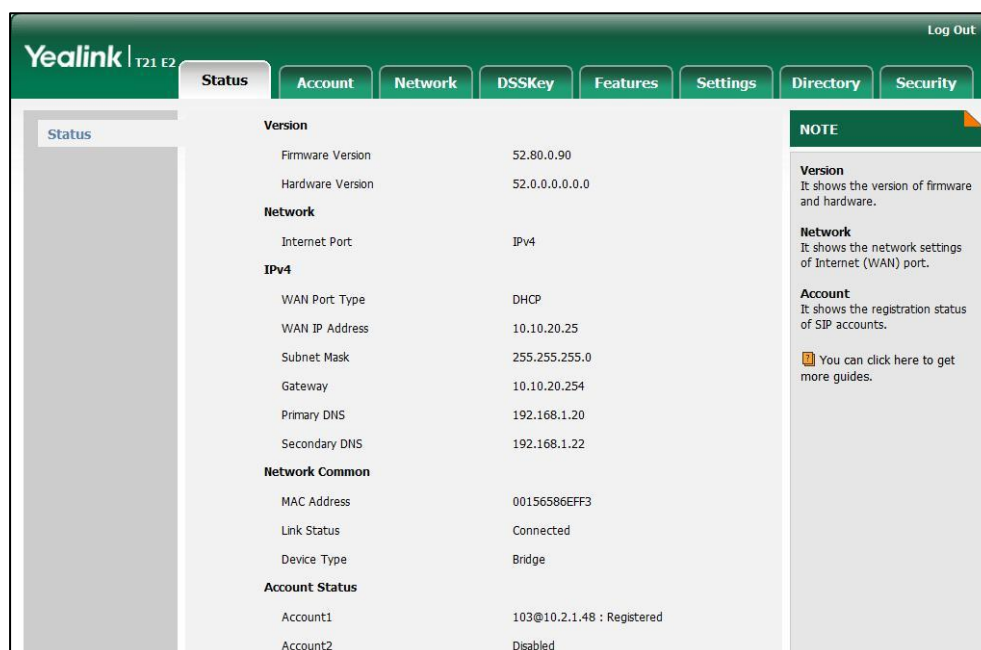 Log Out
Yealink | T21 E2
Status Account Network DSSKey Features Settings Directory Security
Status
Version
Firmware Version 52.80.0.90
Hardware Version 52.0.0.0.0.0.0
Network
Internet Port IPv4
IPv4
WAN Port Type DHCP
WAN IP Address 10.10.20.25
Subnet Mask 255.255.255.0
Gateway 10.10.20.254
Primary DNS 192.168.1.20
Secondary DNS 192.168.1.22
Network Common
MAC Address 00156586EFF3
Link Status Connected
Device Type Bridge
Account Status
Account1 103@10.2.1.48 : Registered
Account2 Disabled
NOTE
Version
It shows the version of firmware
and hardware.
Network
It shows the network settings
of Internet (WAN) port.
Account
It shows the registration status
of SIP accounts.
You can click here to get
more guides.